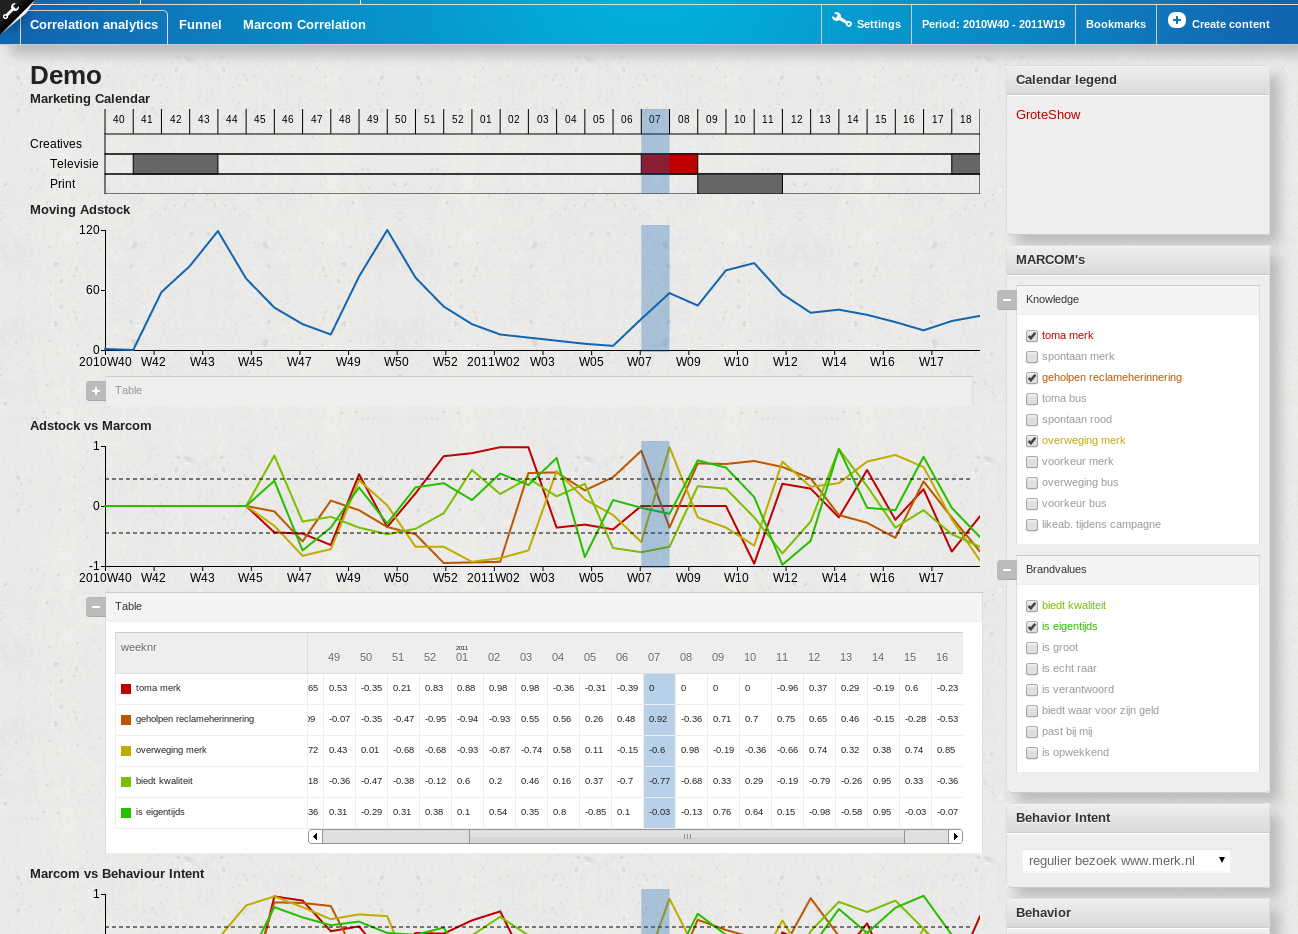 Correlation analytics Funnel Marcom Correlation Settings Period: 2010W40 - 2011W19 Bookmarks Create content
Demo
Marketing Calendar
40 41 42 43 44 45 46 47 48 49 50 51 52 01 02 03 04 05 06 07 08 09 10 11 12 13 14 15 16 17 18
Creatives
Televisie
Print
Moving Adstock
120
60
0
2010W40 W42 W43 W45 W47 W49 W50 W52 2011W02 W03 W05 W07 W09 W10 W12 W14 W16 W17
Table
Adstock vs Marcom
1
0
-1
2010W40 W42 W43 W45 W47 W49 W50 W52 2011W02 W03 W05 W07 W09 W10 W12 W14 W16 W17
Table
2011
weeknr 49 50 51 52 01 02 03 04 05 06 07 08 09 10 11 12 13 14 15 16
toma merk 65 0.53 -0.35 0.21 0.83 0.88 0.98 0.98 -0.36 -0.31 -0.39 0 0 0 0 -0.96 0.37 0.29 -0.19 0.6 -0.23
geholpen reclameherinnering 09 -0.07 -0.35 -0.47 -0.95 -0.94 -0.93 0.55 0.56 0.26 0.48 0.92 -0.36 0.71 0.7 0.75 0.65 0.46 -0.15 -0.28 -0.53
overweging merk 72 0.43 0.01 -0.68 -0.68 -0.93 -0.87 -0.74 0.58 0.11 -0.15 -0.6 0.98 -0.19 -0.36 -0.66 0.74 0.32 0.38 0.74 0.85
biedt kwaliteit 18 -0.36 -0.47 -0.38 -0.12 0.6 0.2 0.46 0.16 0.37 -0.7 -0.77 -0.68 0.33 0.29 -0.19 -0.79 -0.26 0.95 0.33 -0.36
is eigentijds 36 0.31 -0.29 0.31 0.38 0.1 0.54 0.35 0.8 -0.85 0.1 -0.03 -0.13 0.76 0.64 0.15 -0.98 -0.58 0.95 -0.03 -0.07
Marcom vs Behaviour Intent
1
Calendar legend
GroteShow
MARCOM's
Knowledge
toma merk
spontaan merk
geholpen reclameherinnering
toma bus
spontaan rood
overweging merk
voorkeur merk
overweging bus
voorkeur bus
likeab. tijdens campagne
Brandvalues
biedt kwaliteit
is eigentijds
is groot
is echt raar
is verantwoord
biedt waar voor zijn geld
past bij mij
is opwekkend
Behavior Intent
regulier bezoek www.merk.nl
Behavior